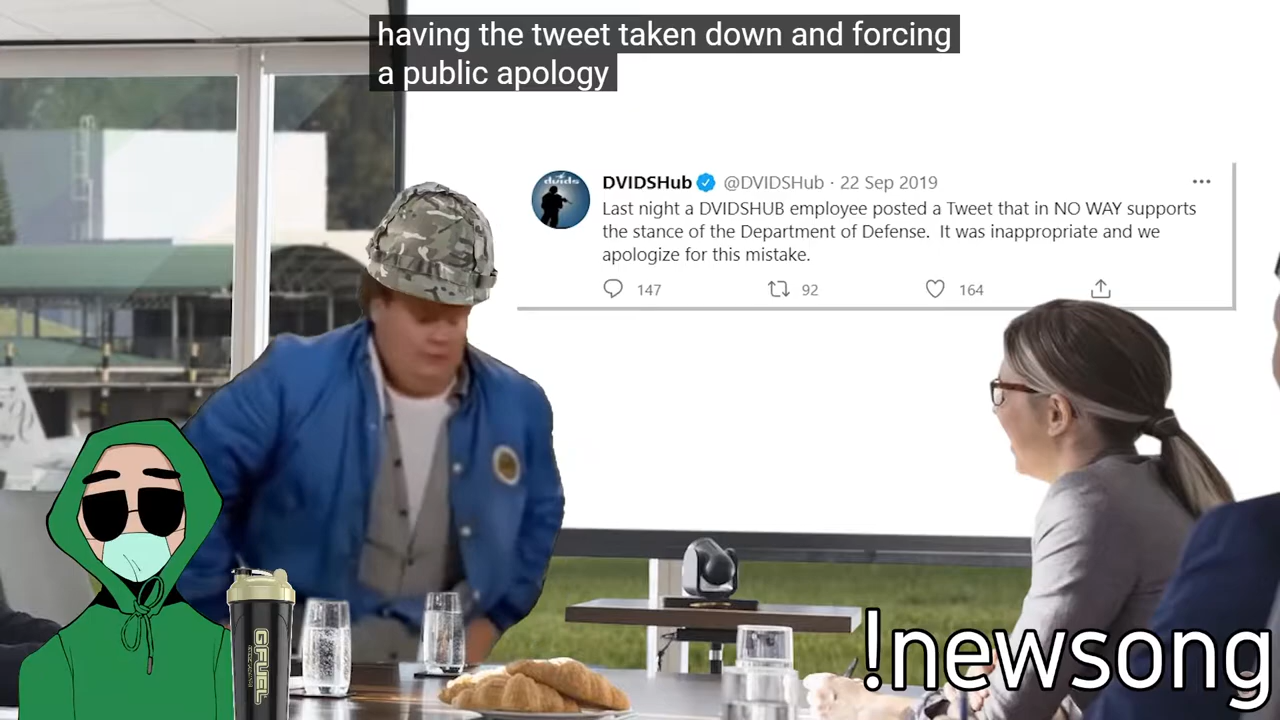 having the tweet taken down and forcing
a public apology
dvids
DVIDSHub @DVIDSHub · 22 Sep 2019
Last night a DVIDSHUB employee posted a Tweet that in NO WAY supports
the stance of the Department of Defense. It was inappropriate and we
apologize for this mistake.
147 92 164
G FUEL
!newsong